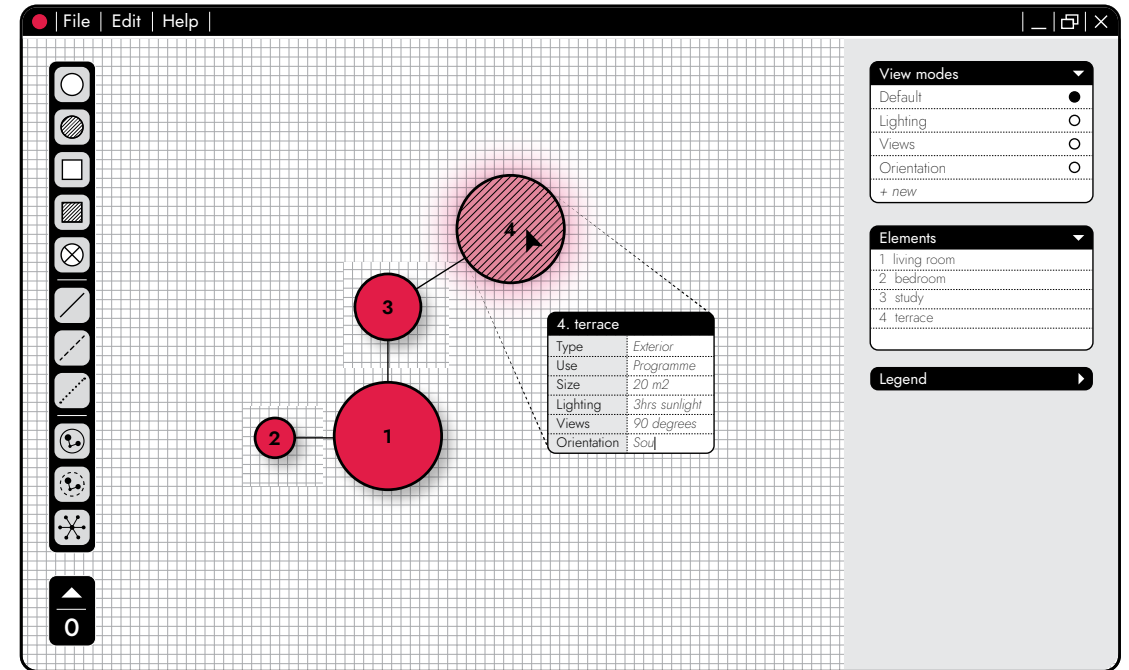 File | Edit | Help |
View modes
Default
Lighting
Views
Orientation
+ new
Elements
1 living room
2 bedroom
3 study
4 terrace
Legend
4
3
2
1
4. terrace
Type Exterior
Use Programme
Size 20 m2
Lighting 3hrs sunlight
Views 90 degrees
Orientation Sou
0